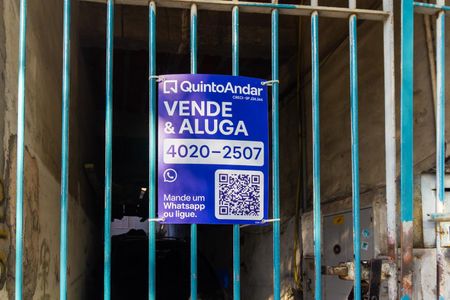 QuintoAndar
VENDE
& ALUGA
4020-2507
Mande um
Whatsapp
ou ligue.